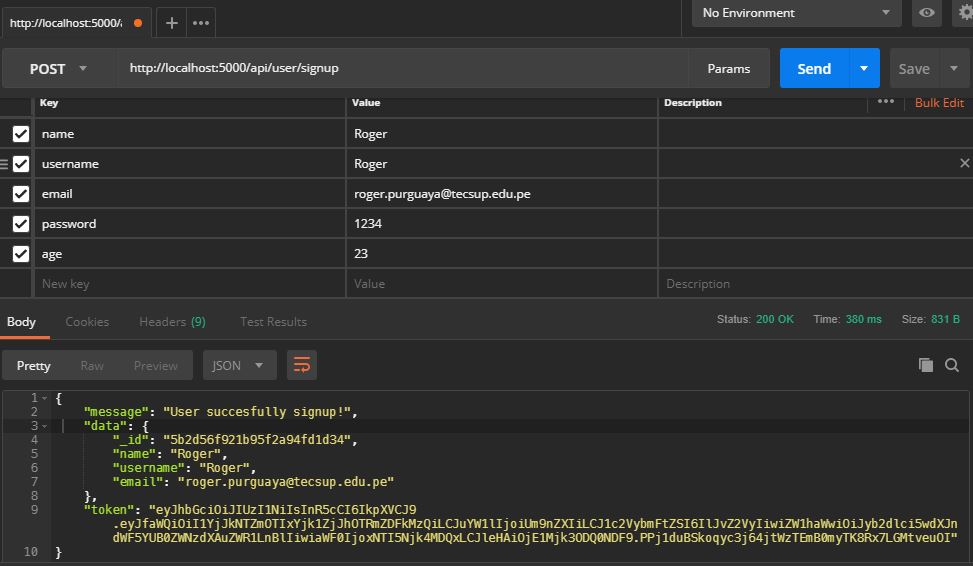 http://localhost:5000/a
No Environment
POST http://localhost:5000/api/user/signup Params Send Save
Key Value Description Bulk Edit
name Roger
username Roger
email roger.purguaya@tecsup.edu.pe
password 1234
age 23
New key Value Description
Body Cookies Headers (9) Test Results Status: 200 OK Time: 380 ms Size: 831 B
Pretty Raw Preview JSON
1 {
2 "message": "User succesfully signup!",
3 "data": {
4 "_id": "5b2d56f921b95f2a94fd1d34",
5 "name": "Roger",
6 "username": "Roger",
7 "email": "roger.purguaya@tecsup.edu.pe"
8 },
9 "token": "eyJhbGciOiJIUzI1NiIsInR5cCI6IkpXVCJ9
10 }